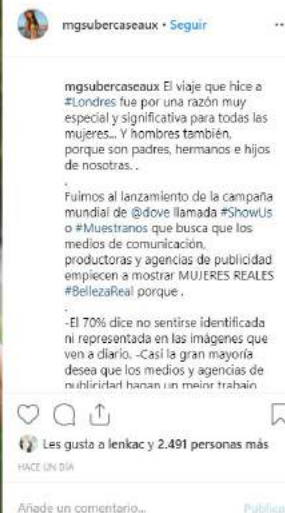 mgsubercaseaux • Seguir
mgsubercaseaux El viaje que hice a
#Londres fue por una razón muy
especial y significativa para todas las
mujeres... Y hombres también,
porque son padres, hermanos e hijos
de nosotras. .
.
Fuimos al lanzamiento de la campaña
mundial de @dove llamada #ShowUs
o #Muestranos que busca que los
medios de comunicación,
productoras y agencias de publicidad
empiecen a mostrar MUJERES REALES
#BellezaReal porque .
.
-El 70% dice no sentirse identificada
ni representada en las imágenes que
ven a diario. -Casi la gran mayoría
desea que los medios y agencias de
publicidad hagan un mejor trabajo
Les gusta a lenkac y 2.491 personas más
HACE UN DÍA
Añade un comentario... Publicar